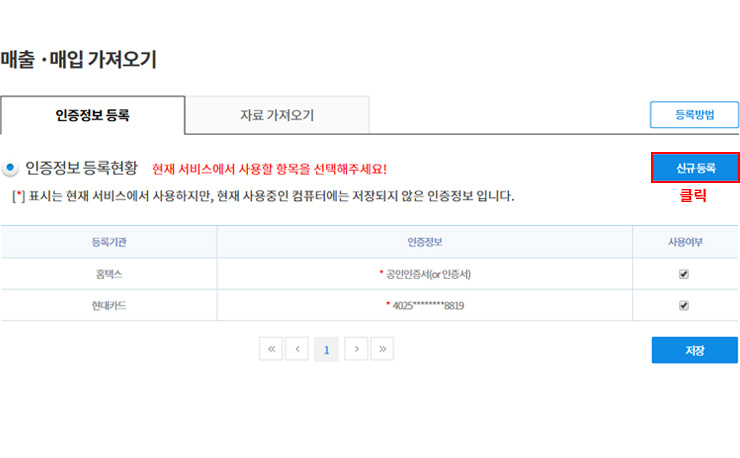 매출 · 매입 가져오기
인증정보 등록
자료 가져오기
등록방법
인증정보 등록현황 현재 서비스에서 사용할 항목을 선택해주세요!
신규 등록
[*] 표시는 현재 서비스에서 사용하지만, 현재 사용중인 컴퓨터에는 저장되지 않은 인증정보 입니다.
클릭
등록기관 인증정보 사용여부
홈택스 * 공인인증서(or 인증서)
현대카드 * 4025********8819
« ‹ 1 › »
저장